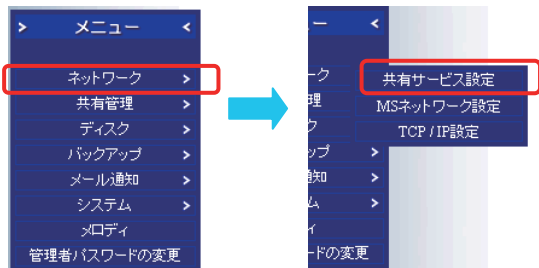 > メニュー <
ネットワーク >
共有管理 >
ディスク >
バックアップ >
メール通知 >
システム >
メロディ
管理者パスワードの変更
ー <
ーク
理
ク
ップ >
通知 >
ム >
ィ
ードの変更
共有サービス設定
MSネットワーク設定
TCP/IP設定